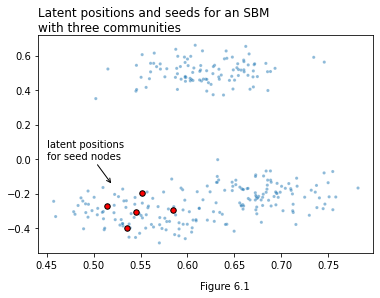 Latent positions and seeds for an SBM
with three communities
0.6
0.4
0.2
0.0
−0.2
−0.4
latent positions
for seed nodes
0.45 0.50 0.55 0.60 0.65 0.70 0.75
Figure 6.1